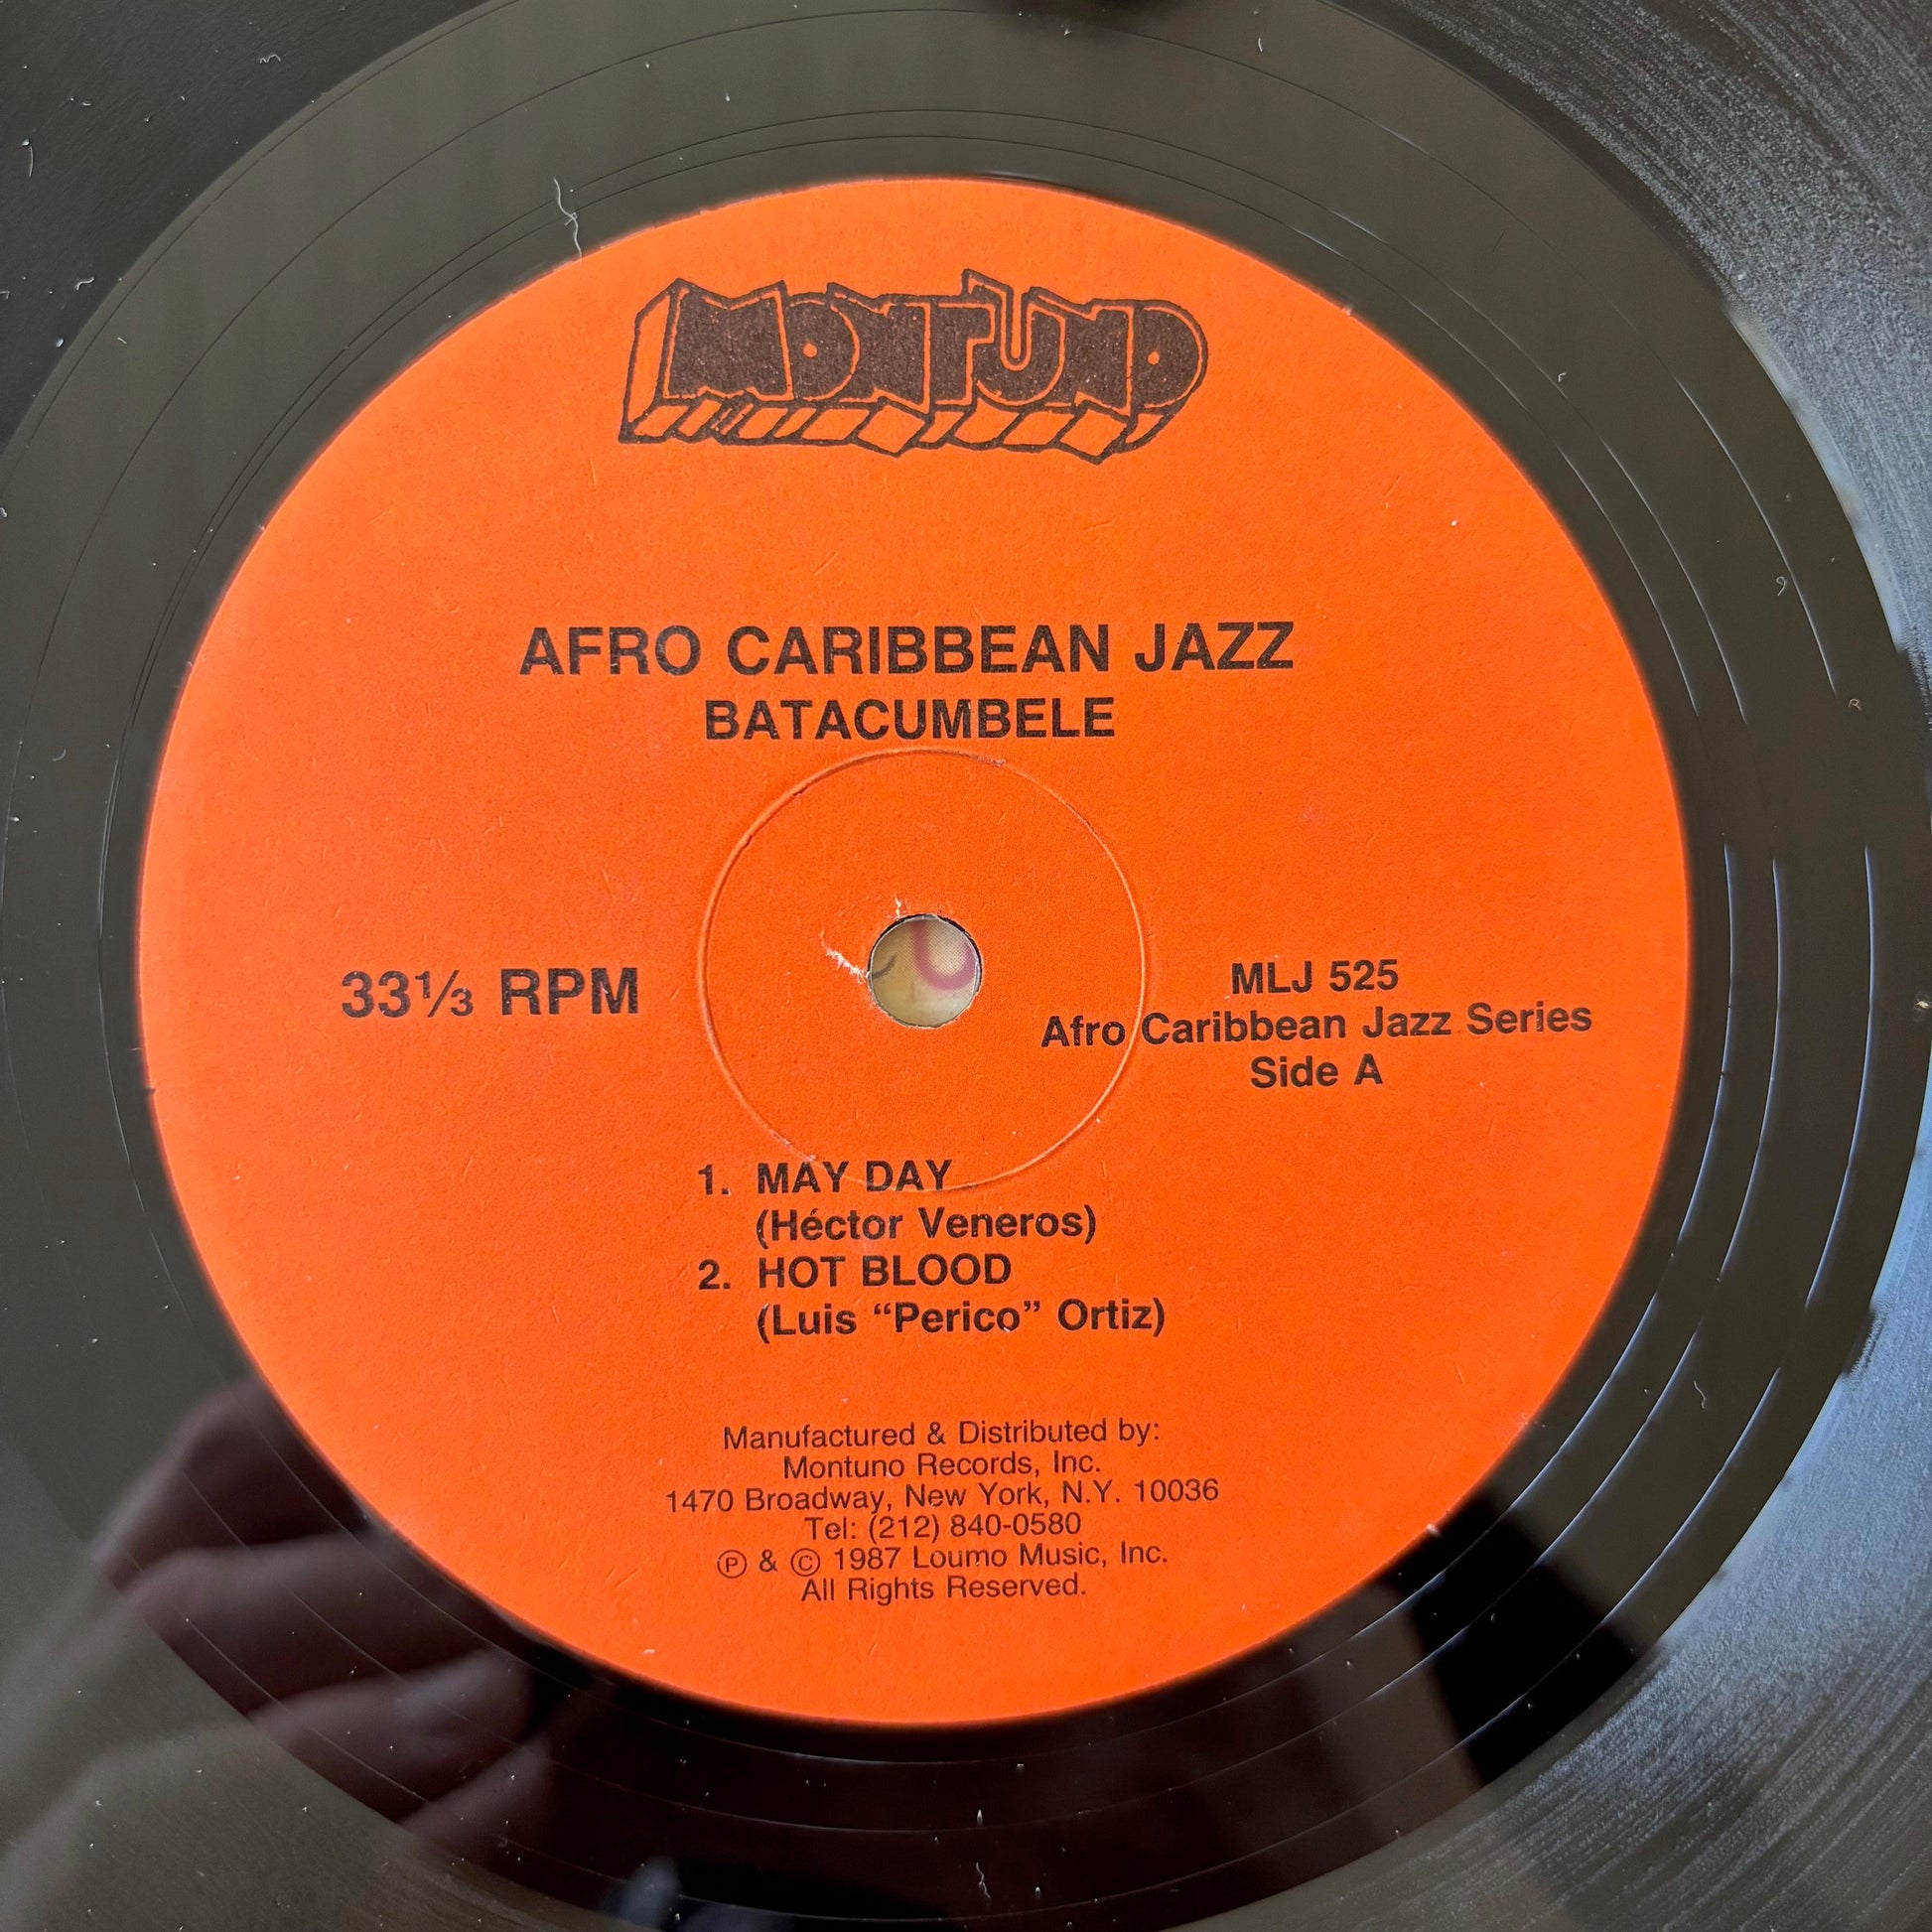 MONTUNO
AFRO CARIBBEAN JAZZ
BATACUMBELE
33⅓ RPM
MLJ 525
Afro Caribbean Jazz Series
Side A
1. MAY DAY
(Héctor Veneros)
2. HOT BLOOD
(Luis “Perico” Ortiz)
Manufactured & Distributed by:
Montuno Records, Inc.
1470 Broadway, New York, N.Y. 10036
Tel: (212) 840-0580
Ⓟ & © 1987 Loumo Music, Inc.
All Rights Reserved.